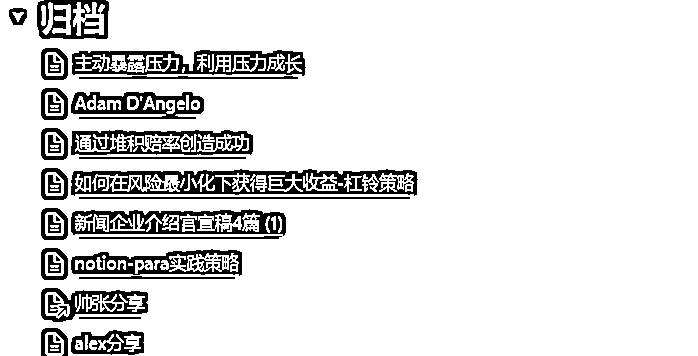 归档
主动暴露压力，利用压力成长
Adam D'Angelo
通过堆积赔率创造成功
如何在风险最小化下获得巨大收益-杠铃策略
新闻企业介绍官宣稿4篇 (1)
notion-para实践策略
帅张分享
alex分享